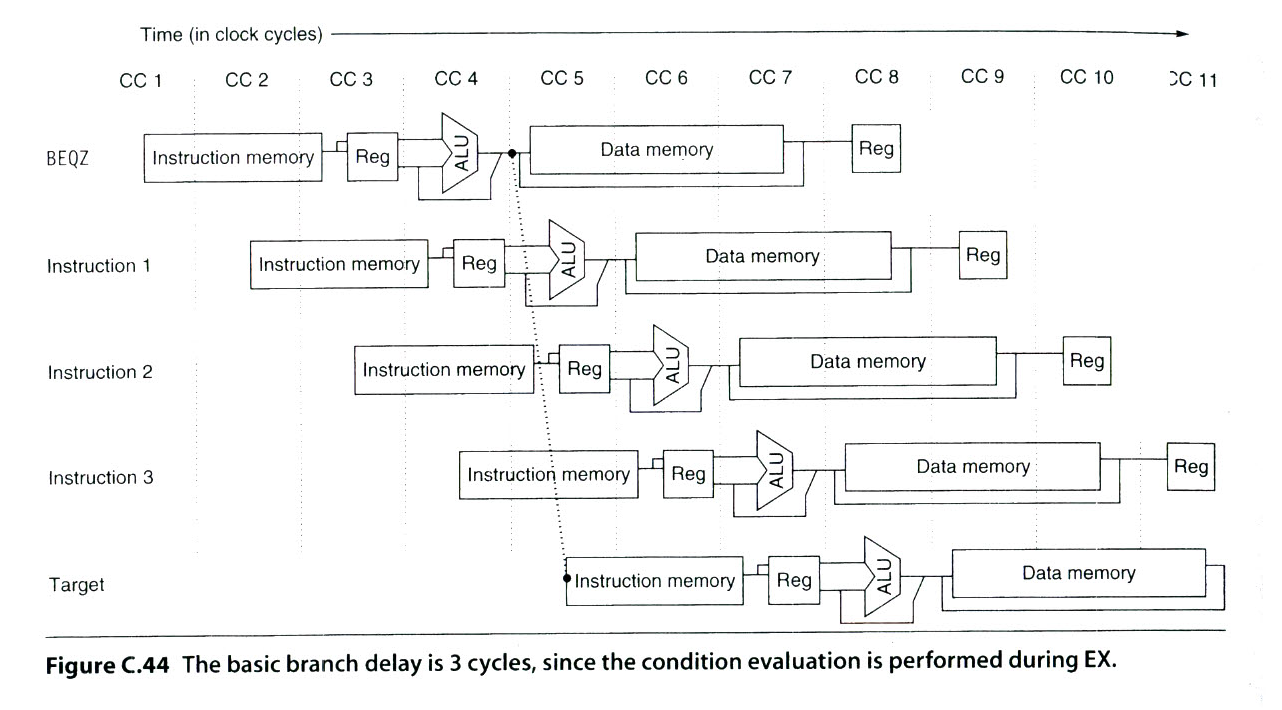 Time (in clock cycles)
CC 1 CC 2 CC 3 CC 4 CC 5 CC 6 CC 7 CC 8 CC 9 CC 10 CC 11
BEQZ Instruction memory Reg ALU Data memory Reg
Instruction 1 Instruction memory Reg ALU Data memory Reg
Instruction 2 Instruction memory Reg ALU Data memory Reg
Instruction 3 Instruction memory Reg ALU Data memory Reg
Target Instruction memory Reg ALU Data memory
Figure C.44 The basic branch delay is 3 cycles, since the condition evaluation is performed during EX.